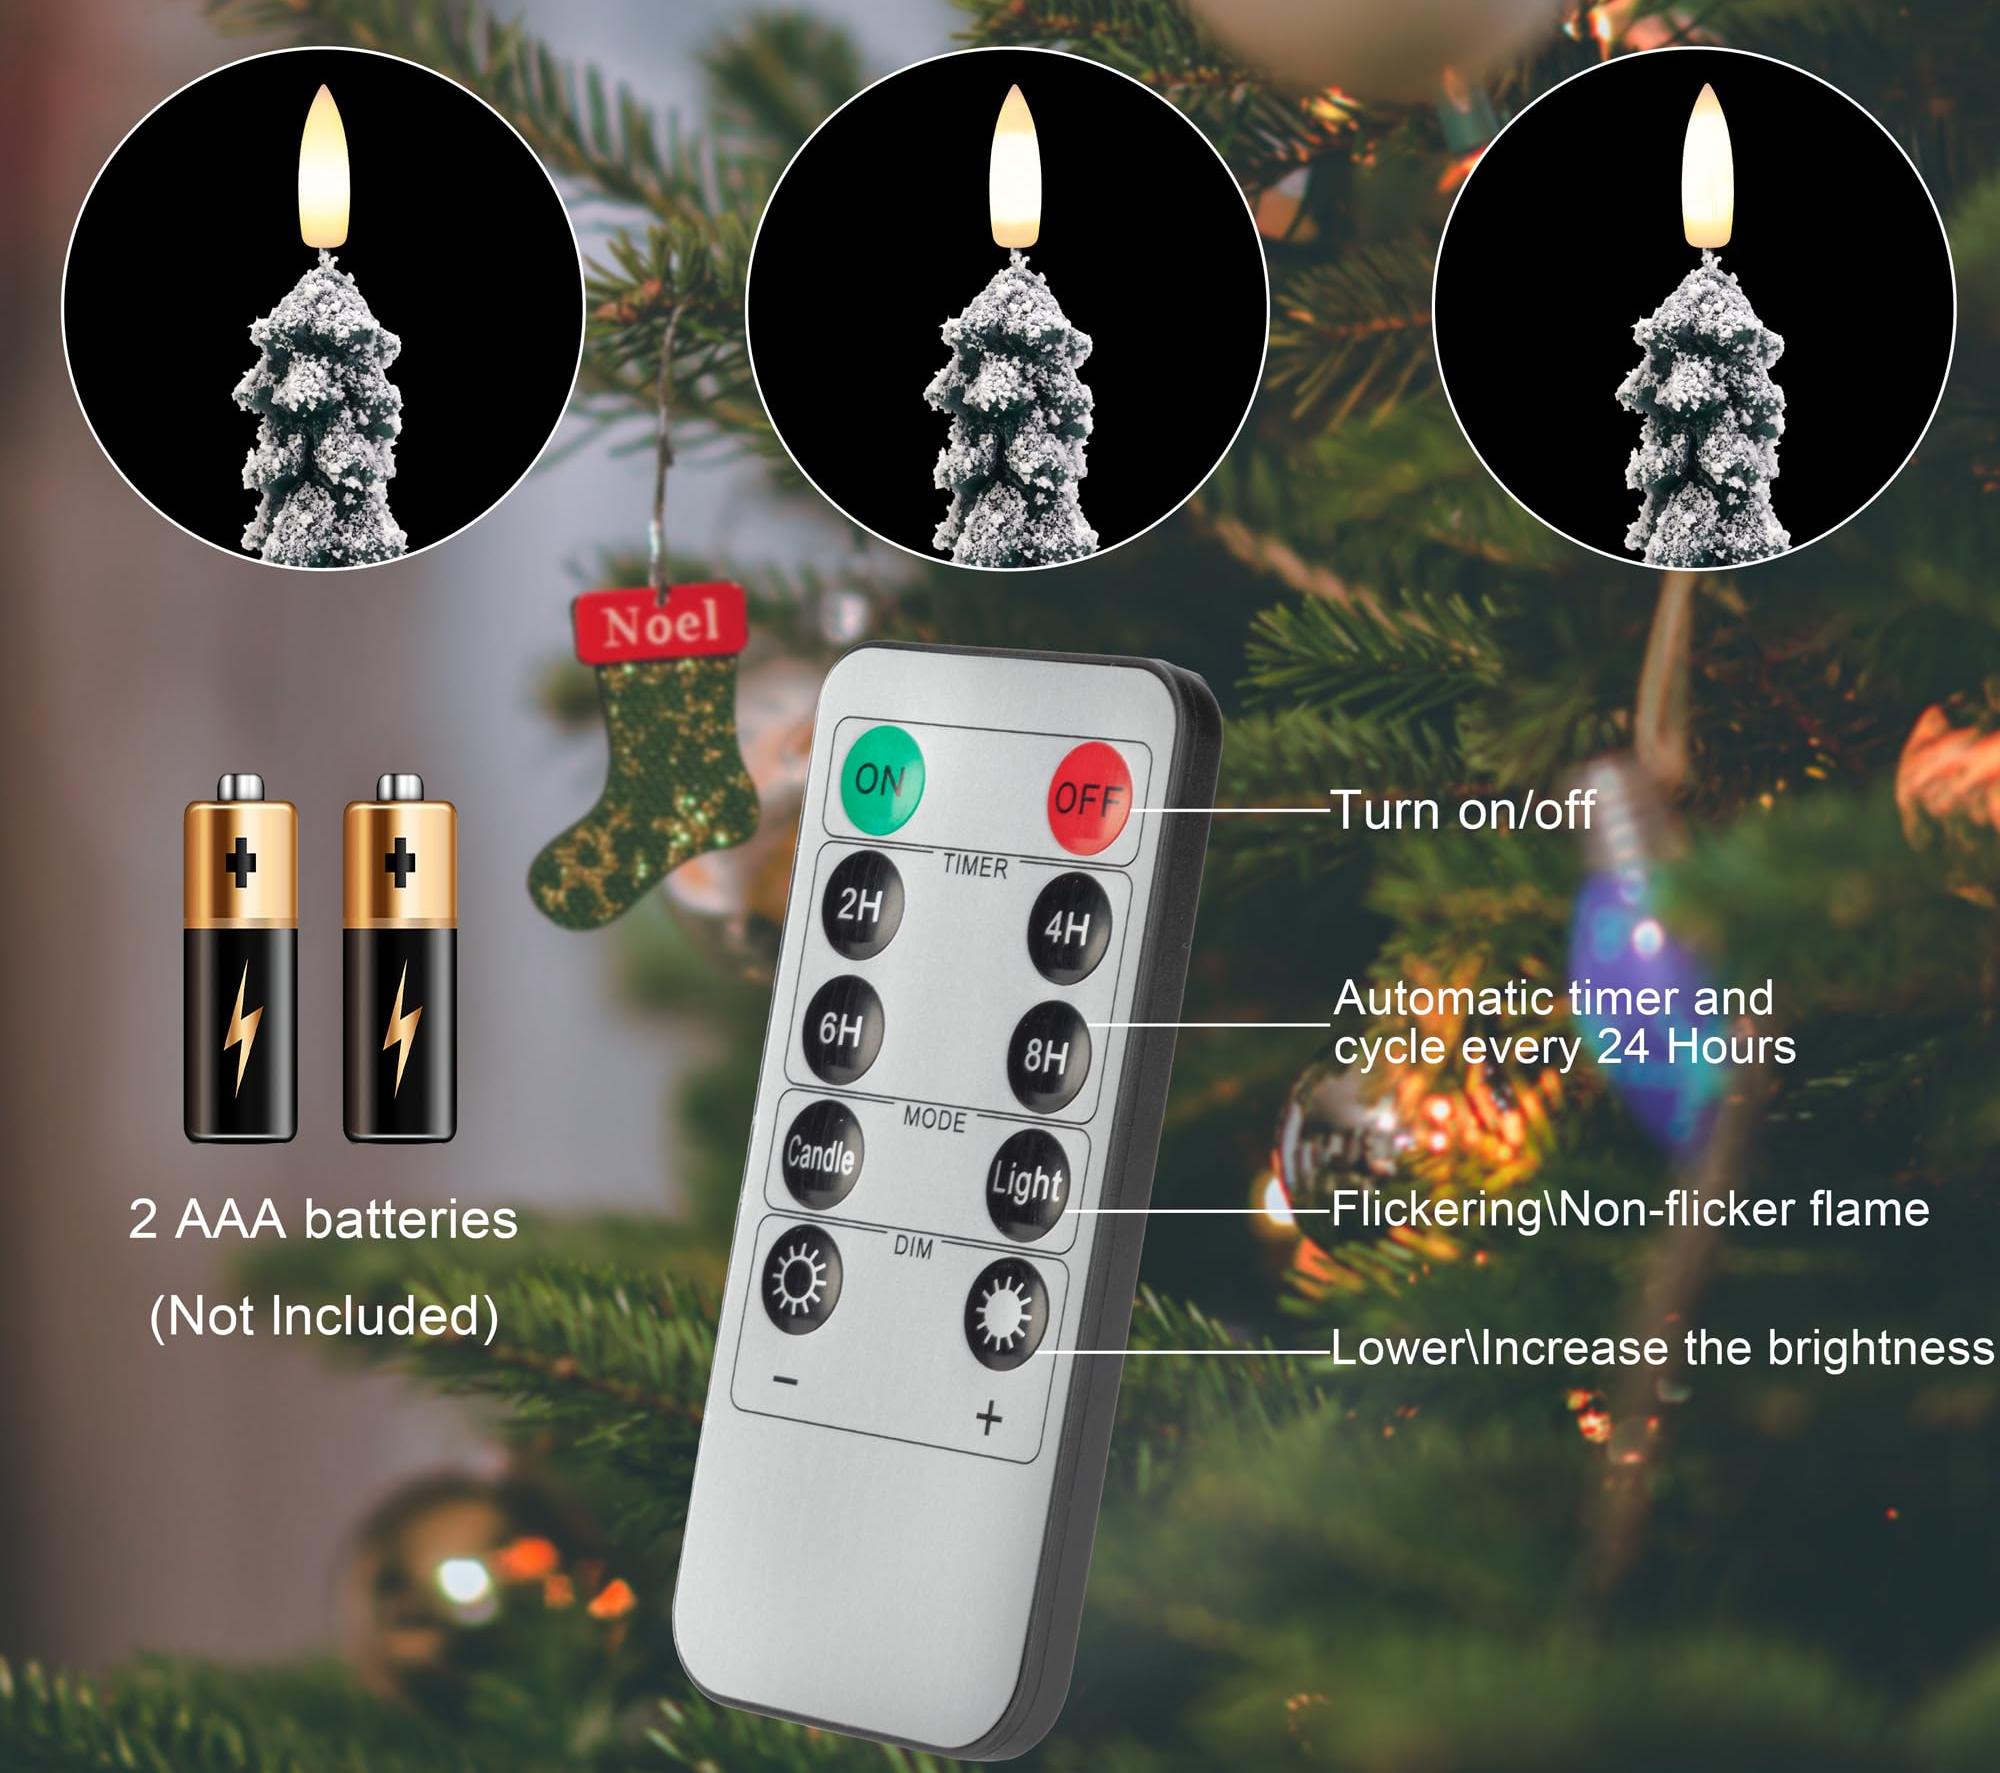 Noel
ON
OFF
Turn on/off
TIMER
2H
4H
6H
8H
Automatic timer and
cycle every 24 Hours
MODE
Candle
Light
Flickering\Non-flicker flame
DIM
Lower\Increase the brightness
−
+
2 AAA batteries
(Not Included)